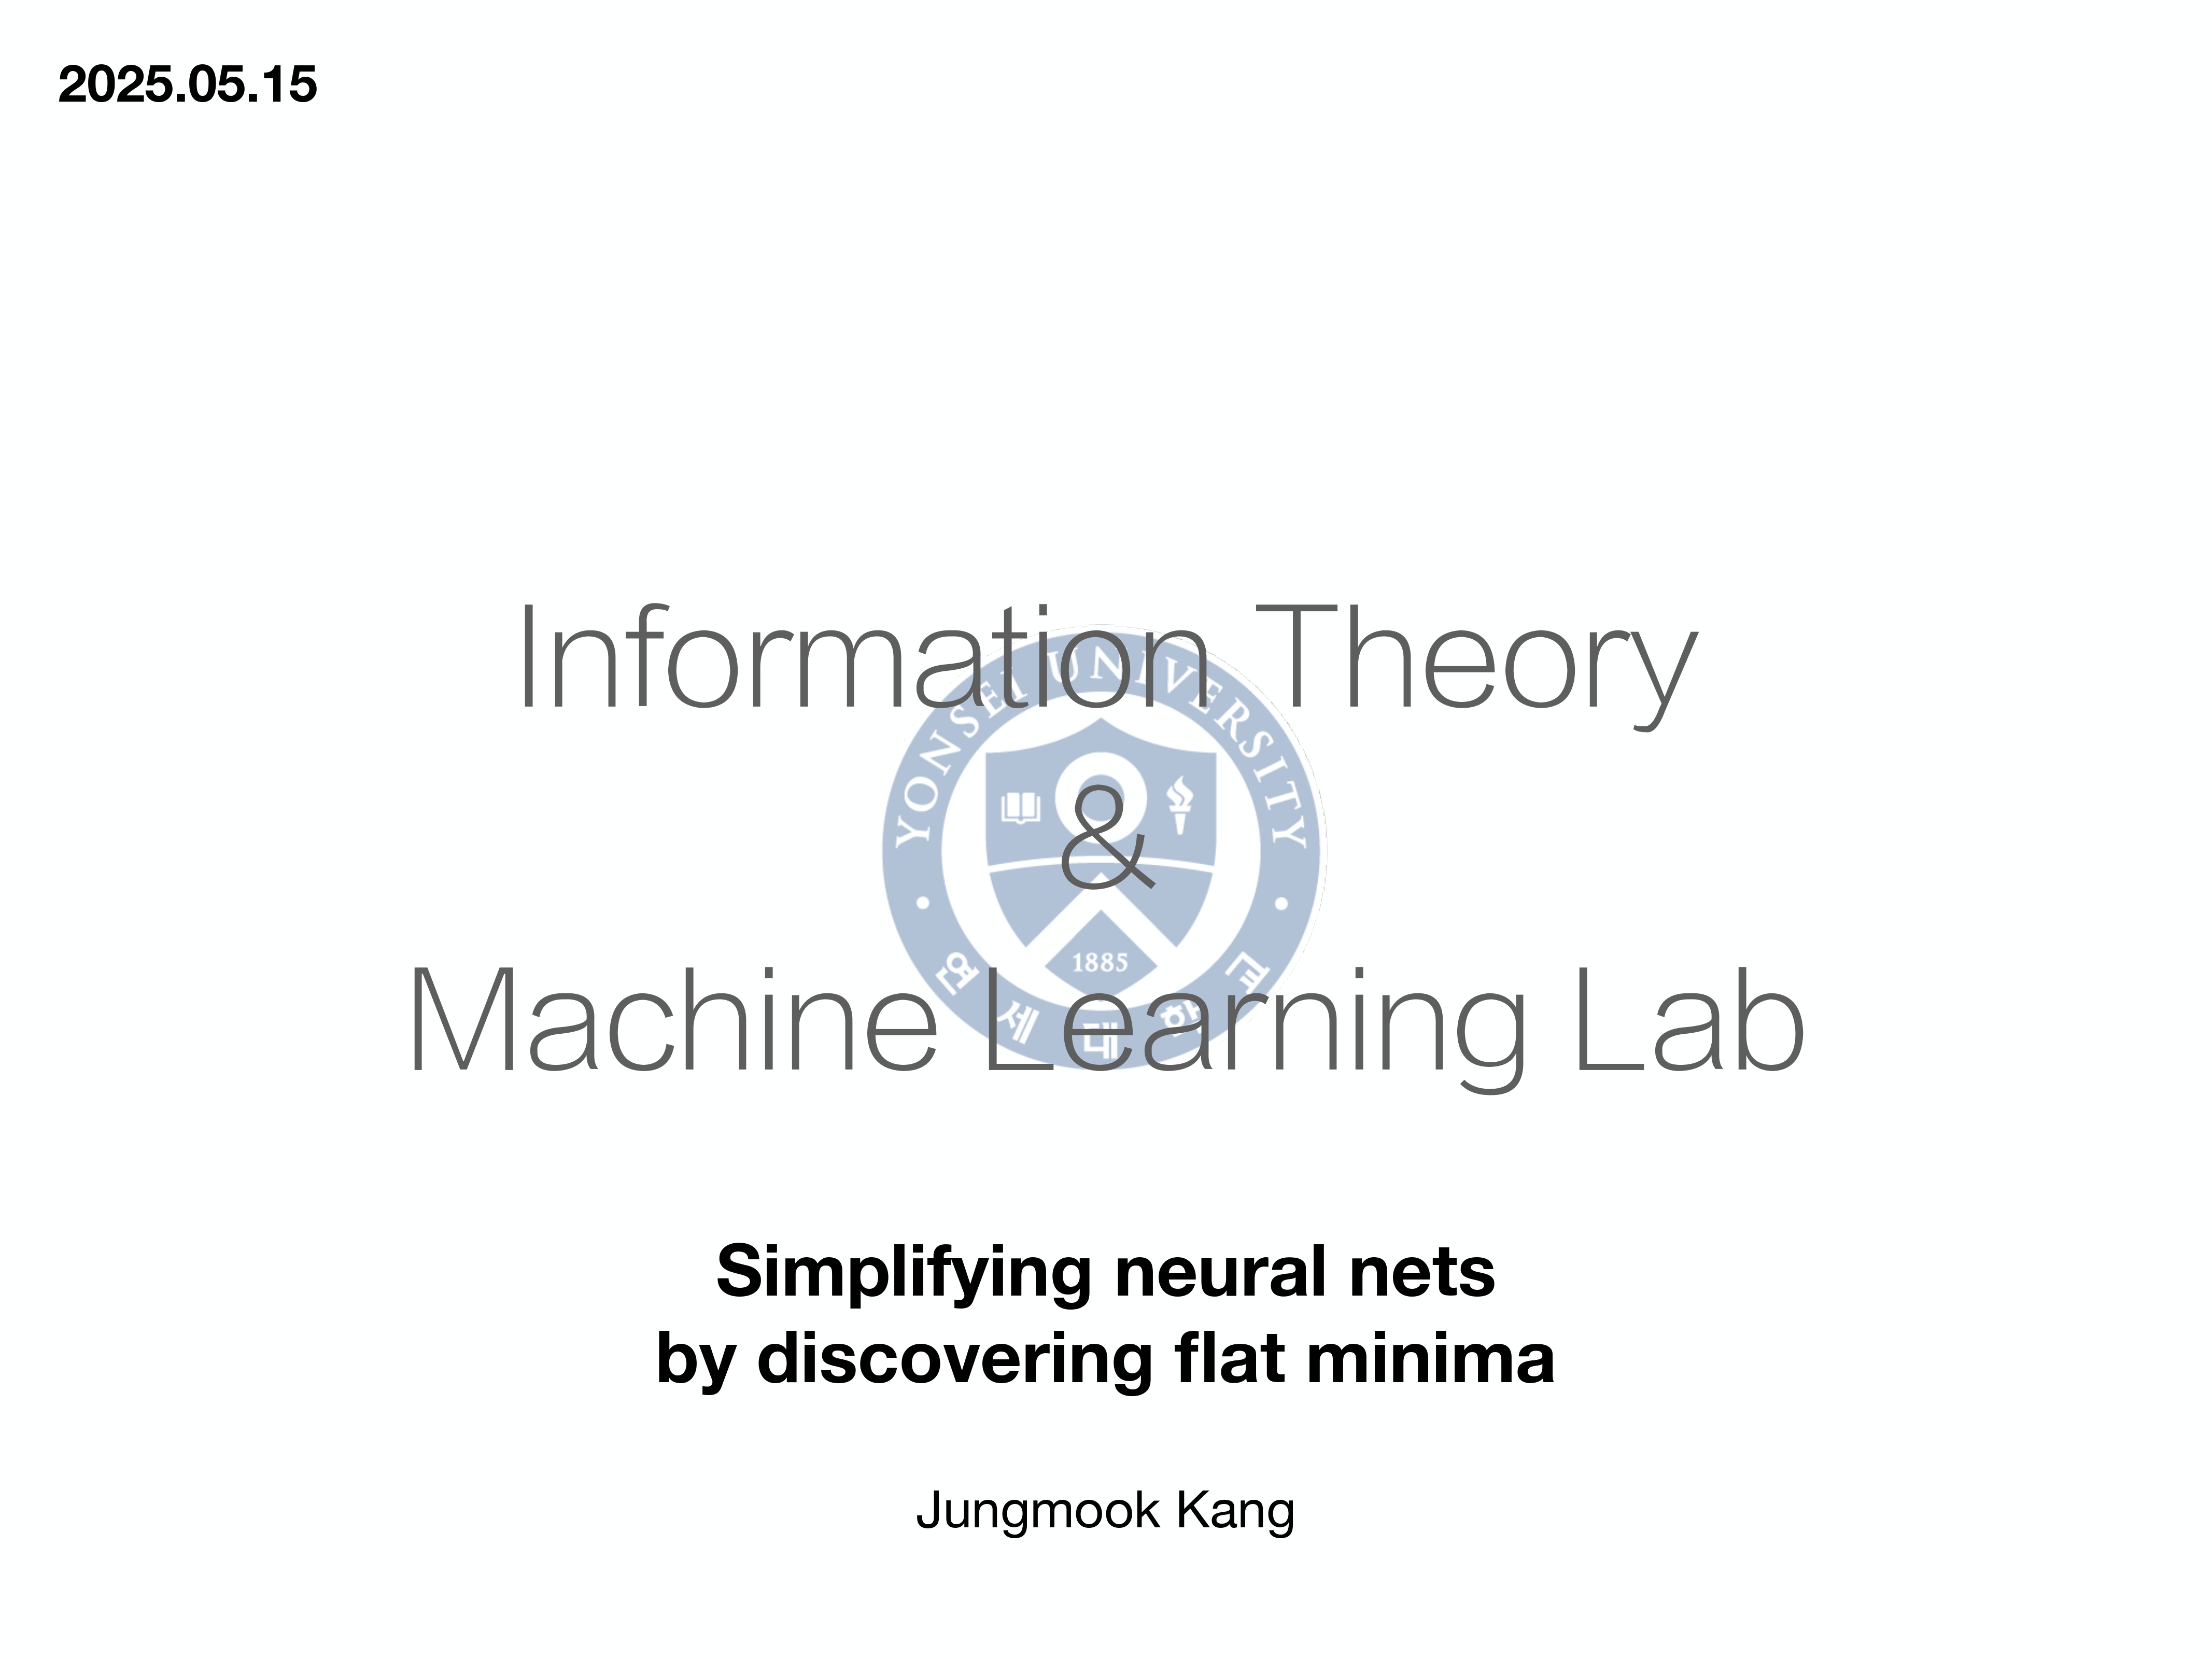 2025.05.15
Information Theory
YONSEI UNIVERSITY
&
1885
Machine Learning Lab
연세대학교
Simplifying neural nets
by discovering flat minima
Jungmook Kang